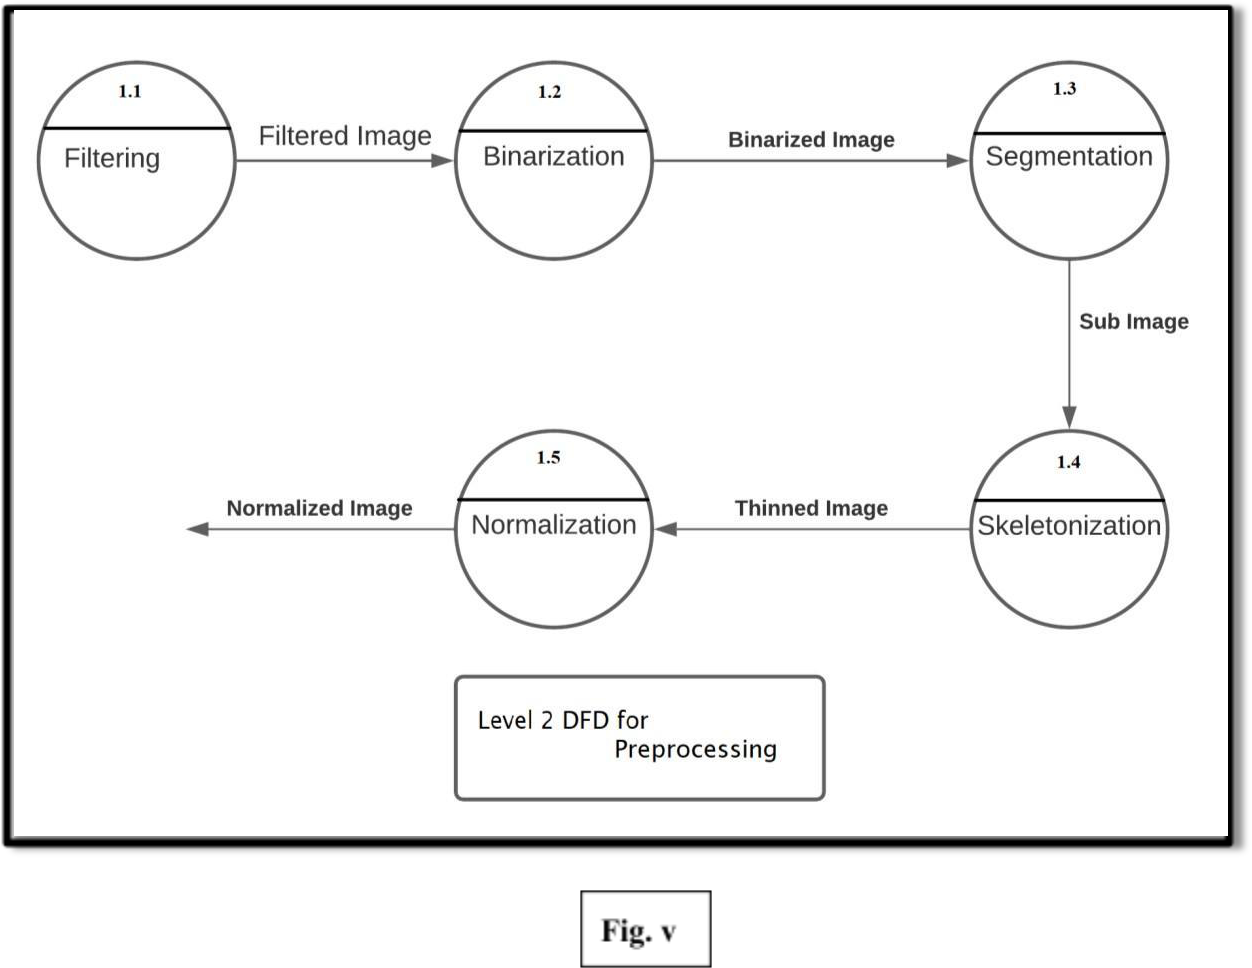 1.1
Filtering
Filtered Image
1.2
Binarization
Binarized Image
1.3
Segmentation
Sub Image
1.4
Skeletonization
Thinned Image
1.5
Normalization
Normalized Image
Level 2 DFD for
Preprocessing
Fig. v